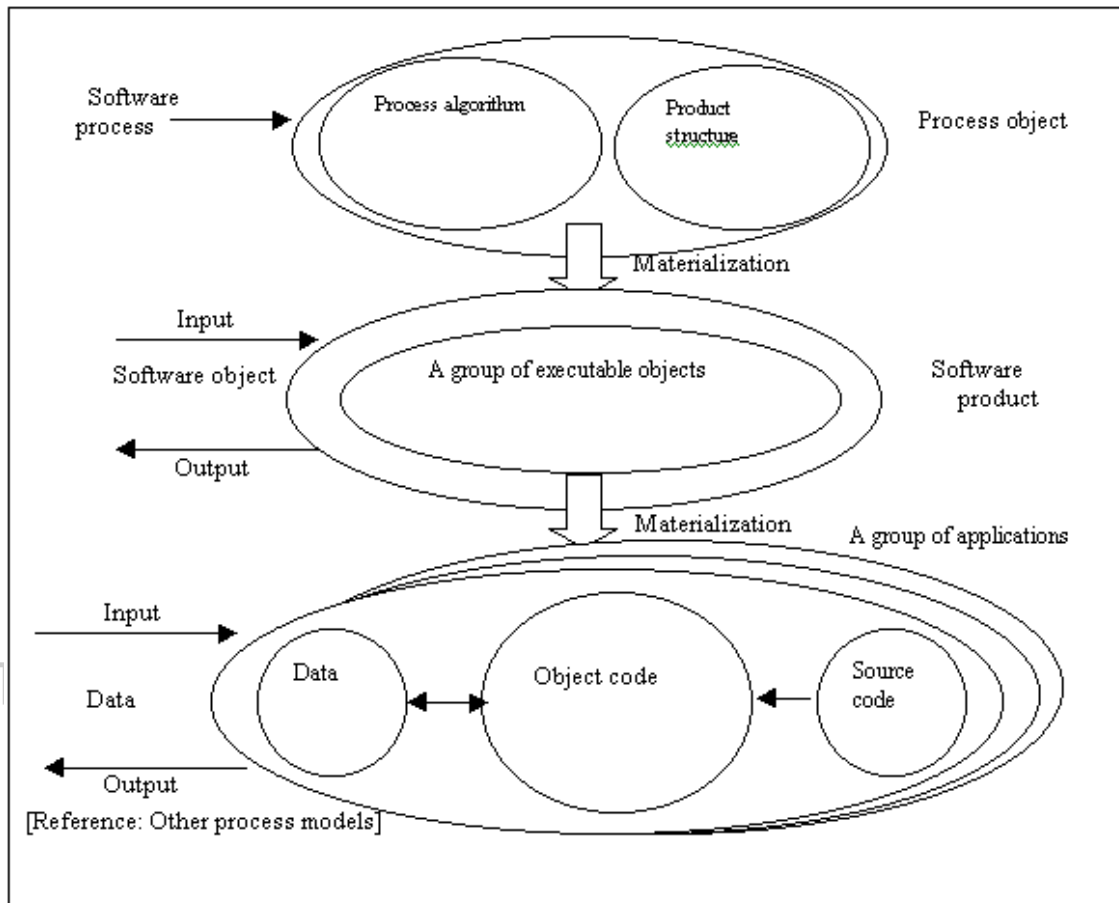 Software
process
Process algorithm
Product
structure
Process object
Materialization
Input
Software object
A group of executable objects
Software
product
Output
Materialization
A group of applications
Input
Data
Data
Object code
Source
code
Output
[Reference: Other process models]